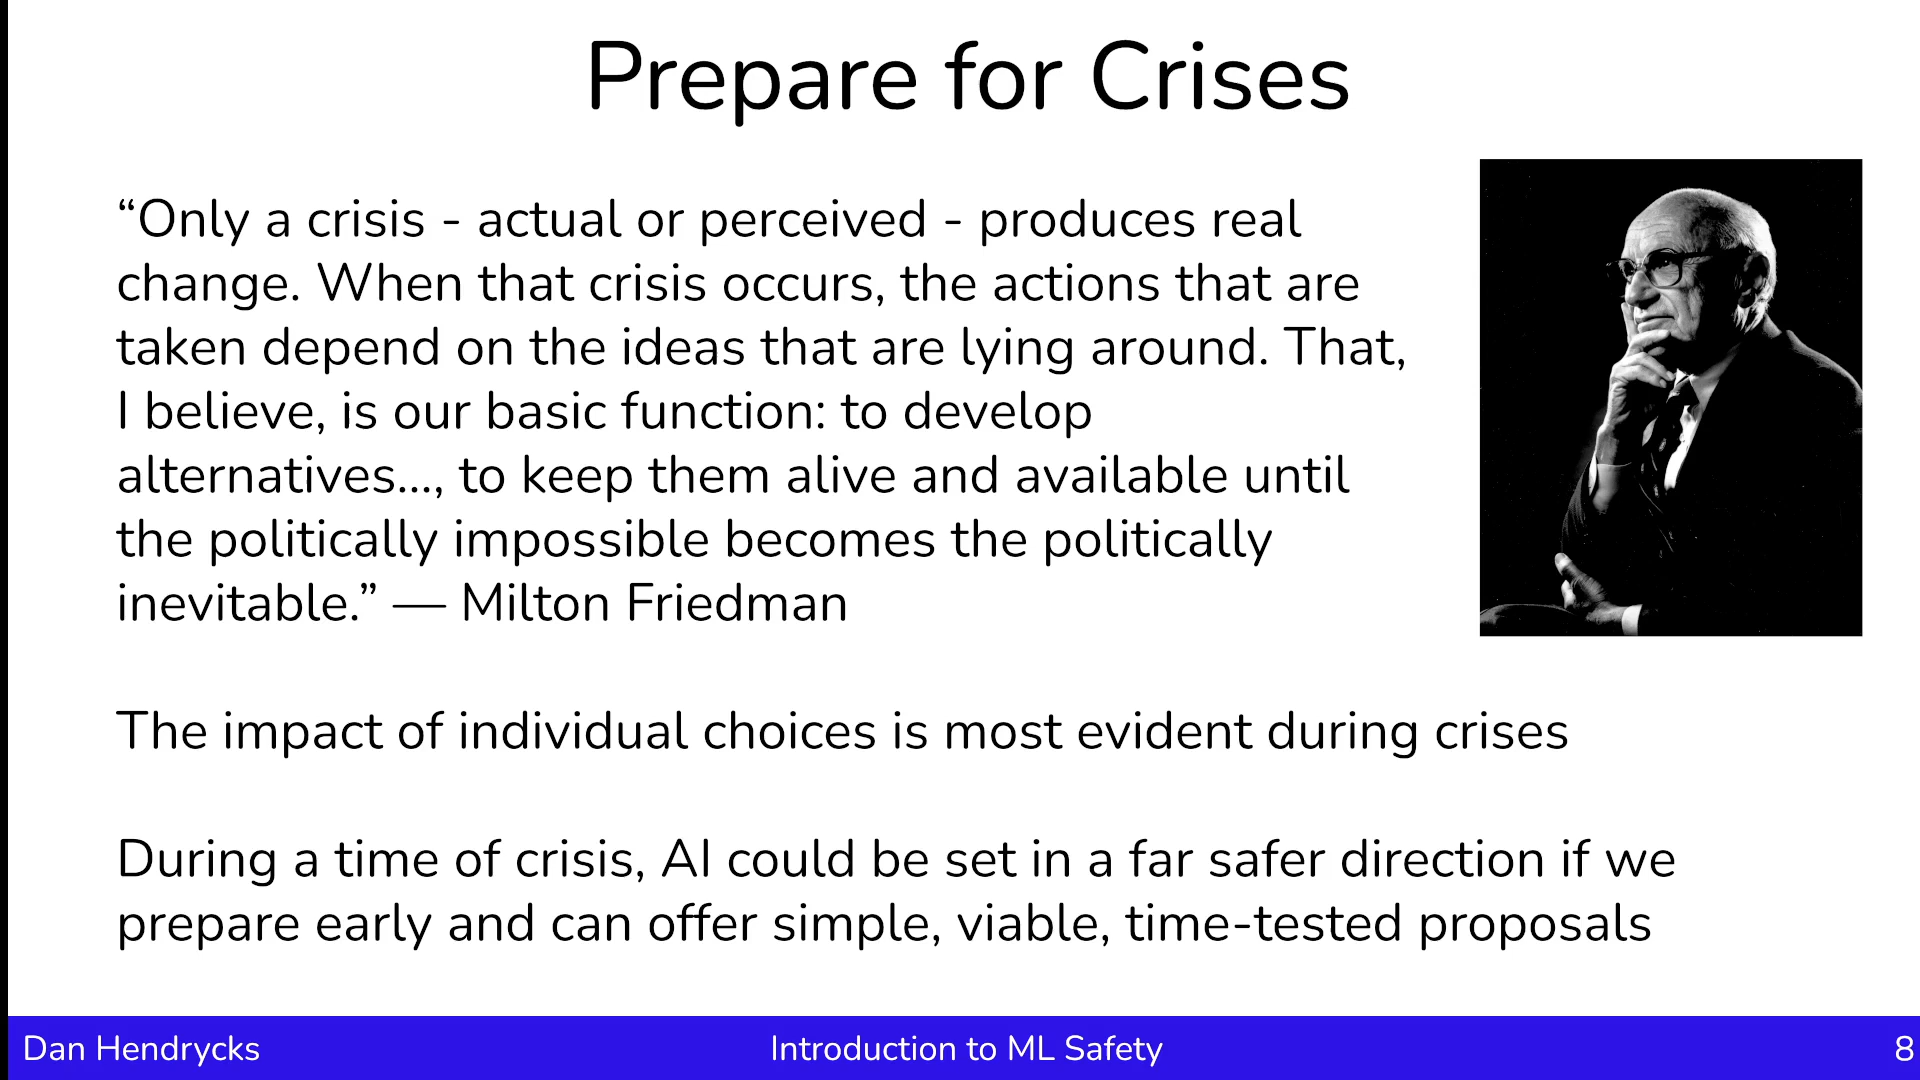 Prepare for Crises
“Only a crisis - actual or perceived - produces real
change. When that crisis occurs, the actions that are
taken depend on the ideas that are lying around. That,
I believe, is our basic function: to develop
alternatives..., to keep them alive and available until
the politically impossible becomes the politically
inevitable.” — Milton Friedman
The impact of individual choices is most evident during crises
During a time of crisis, AI could be set in a far safer direction if we
prepare early and can offer simple, viable, time-tested proposals
Dan Hendrycks
Introduction to ML Safety
8